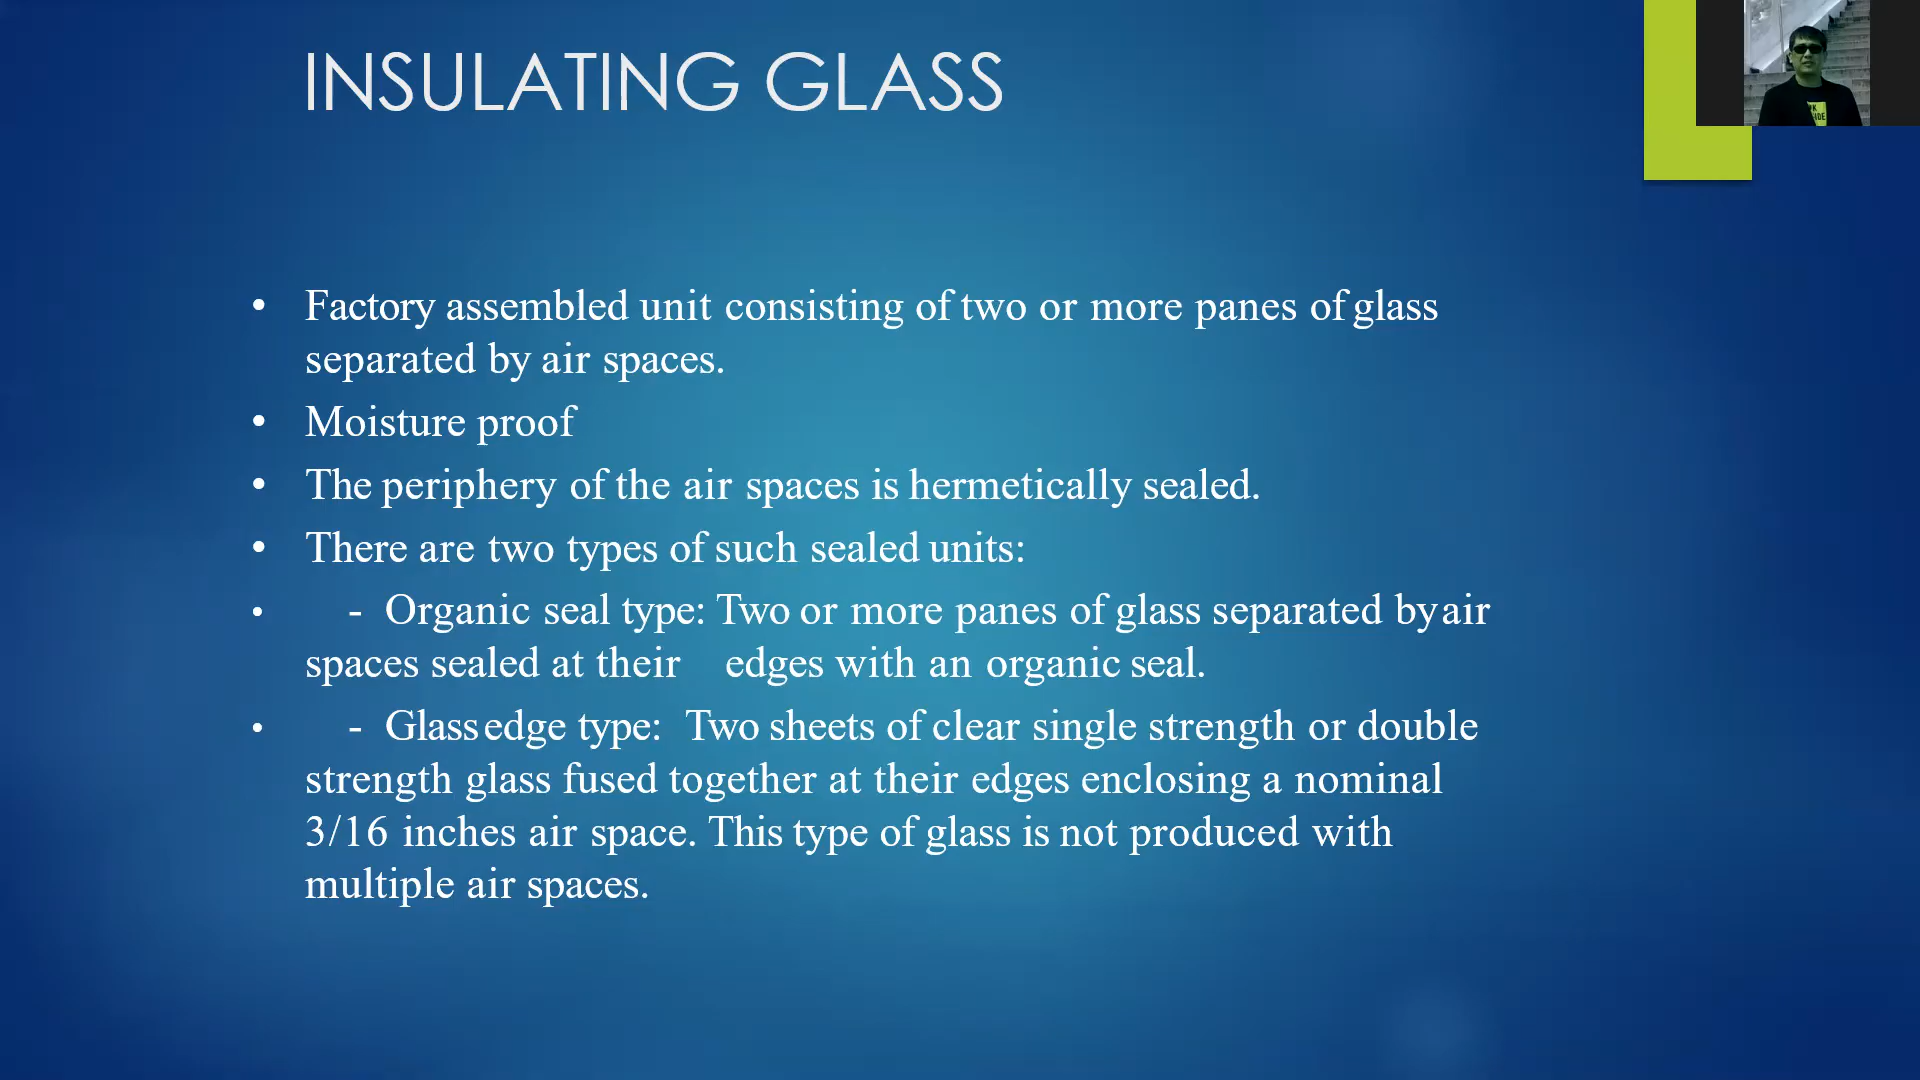 INSULATING GLASS
• Factory assembled unit consisting of two or more panes of glass
separated by air spaces.
• Moisture proof
• The periphery of the air spaces is hermetically sealed.
• There are two types of such sealed units:
• - Organic seal type: Two or more panes of glass separated by air
spaces sealed at their edges with an organic seal.
• - Glass edge type: Two sheets of clear single strength or double
strength glass fused together at their edges enclosing a nominal
3/16 inches air space. This type of glass is not produced with
multiple air spaces.